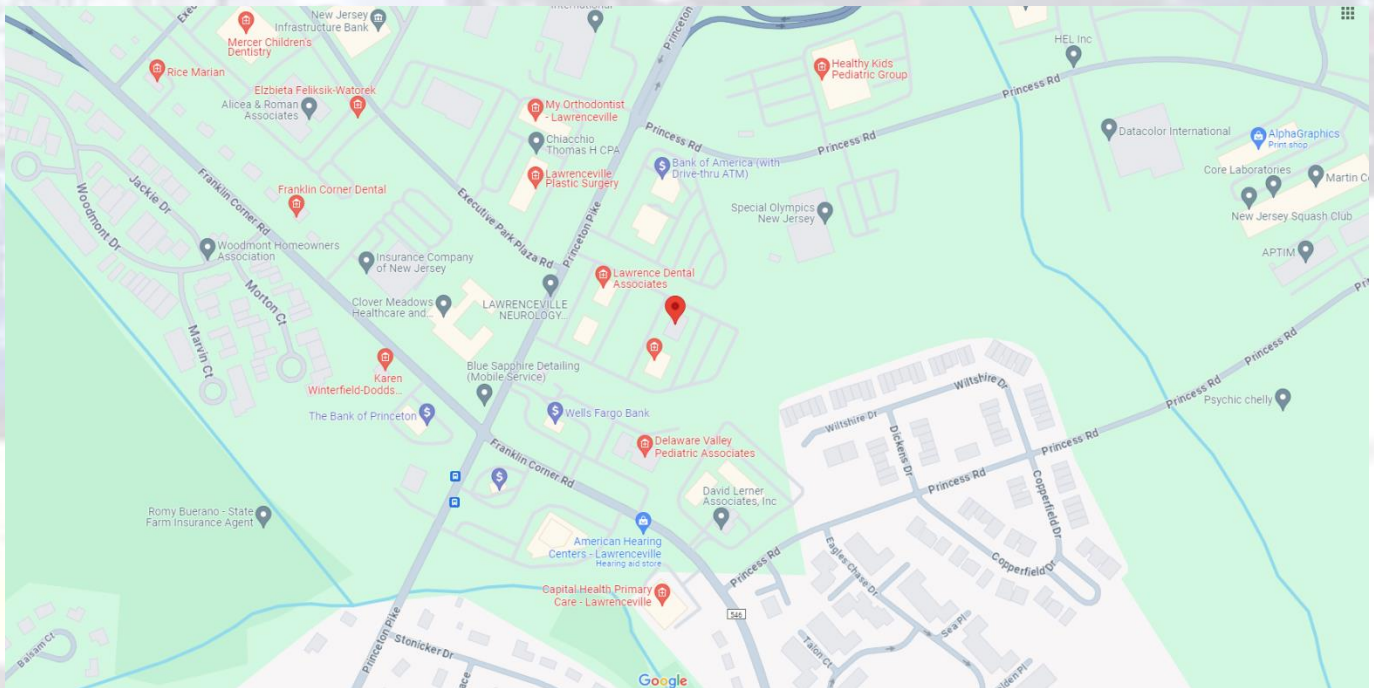 New Jersey
Infrastructure Bank
International
Mercer Children's
Dentistry
Rice Marian
Elzbieta Feliksik-Watorek
Alicea & Roman
Associates
My Orthodontist
- Lawrenceville
Chiacchio
Thomas H CPA
Lawrenceville
Plastic Surgery
Princeton Pike
Healthy Kids
Pediatric Group
HEL Inc
Princess Rd
Princess Rd
Princess Rd
Datacolor International
AlphaGraphics
Print shop
Core Laboratories
New Jersey Squash Club
APTIM
Bank of America (with
Drive-thru ATM)
Special Olympics
New Jersey
Franklin Corner Rd
Jackie Dr
Woodmont Dr
Franklin Corner Dental
Woodmont Homeowners
Association
Morton Ct
Marvin Ct
Insurance Company
of New Jersey
Executive Park Plaza Rd
Clover Meadows
Healthcare and...
LAWRENCEVILLE
NEUROLOGY...
Lawrence Dental
Associates
Karen
Winterfield-Dodds...
Blue Sapphire Detailing
(Mobile Service)
The Bank of Princeton
Wells Fargo Bank
Delaware Valley
Pediatric Associates
Franklin Corner Rd
David Lerner
Associates, Inc
Romy Buerano - State
Farm Insurance Agent
American Hearing
Centers - Lawrenceville
Hearing aid store
Capital Health Primary
Care - Lawrenceville
546
Wiltshire Dr
Wiltshire Dr
Dickens Dr
Copperfield Dr
Copperfield Dr
Princess Rd
Princess Rd
Princess Rd
Princess Rd
Princess Rd
Psychic chelly
Eagles Chase Dr
Sea Pl
Talon Ct
Balsam Ct
Stonicker Dr
Princeton Pike
Google